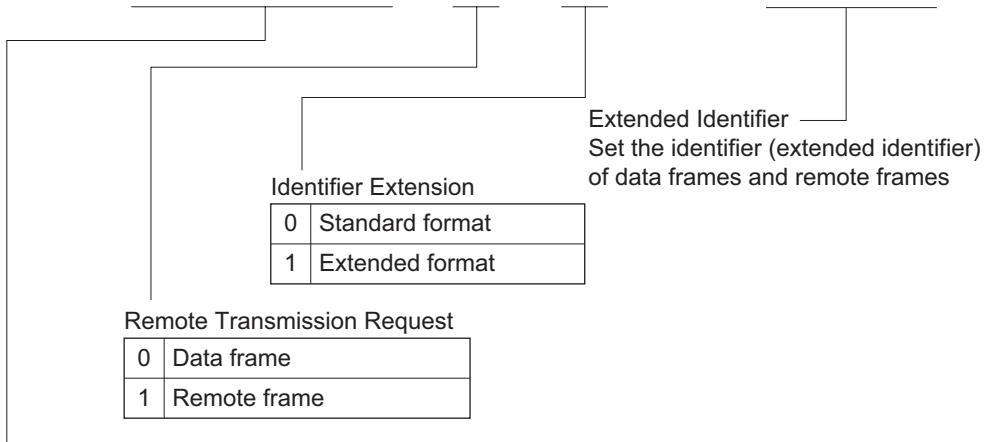 Extended Identifier
Set the identifier (extended identifier)
of data frames and remote frames
Identifier Extension
0 Standard format
1 Extended format
Remote Transmission Request
0 Data frame
1 Remote frame